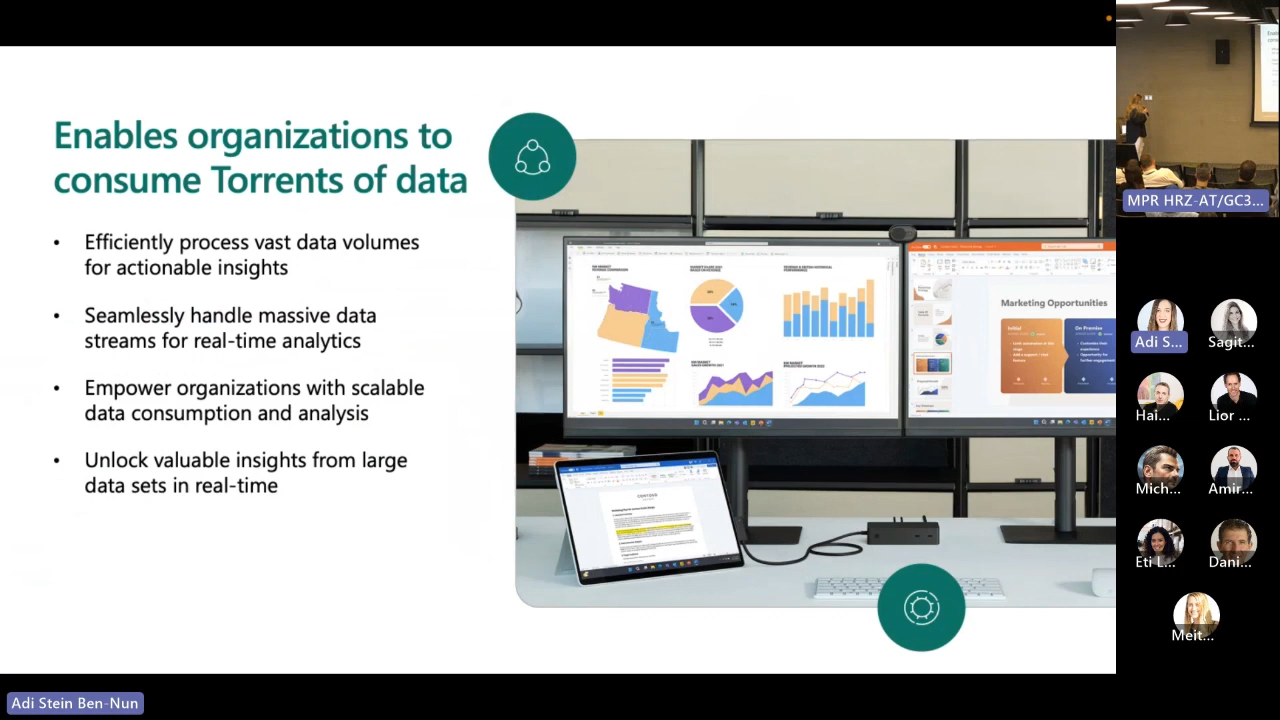 Enables organizations to
consume Torrents of data
• Efficiently process vast data volumes
for actionable insights
• Seamlessly handle massive data
streams for real-time analytics
• Empower organizations with scalable
data consumption and analysis
• Unlock valuable insights from large
data sets in real-time
Marketing Opportunities
Initial
On Premise
MPR HRZ-AT/GC3...
Adi S...
Sagit...
Hai...
Lior ...
Mich...
Amir...
Eti L...
Dani...
Meit...
Adi Stein Ben-Nun